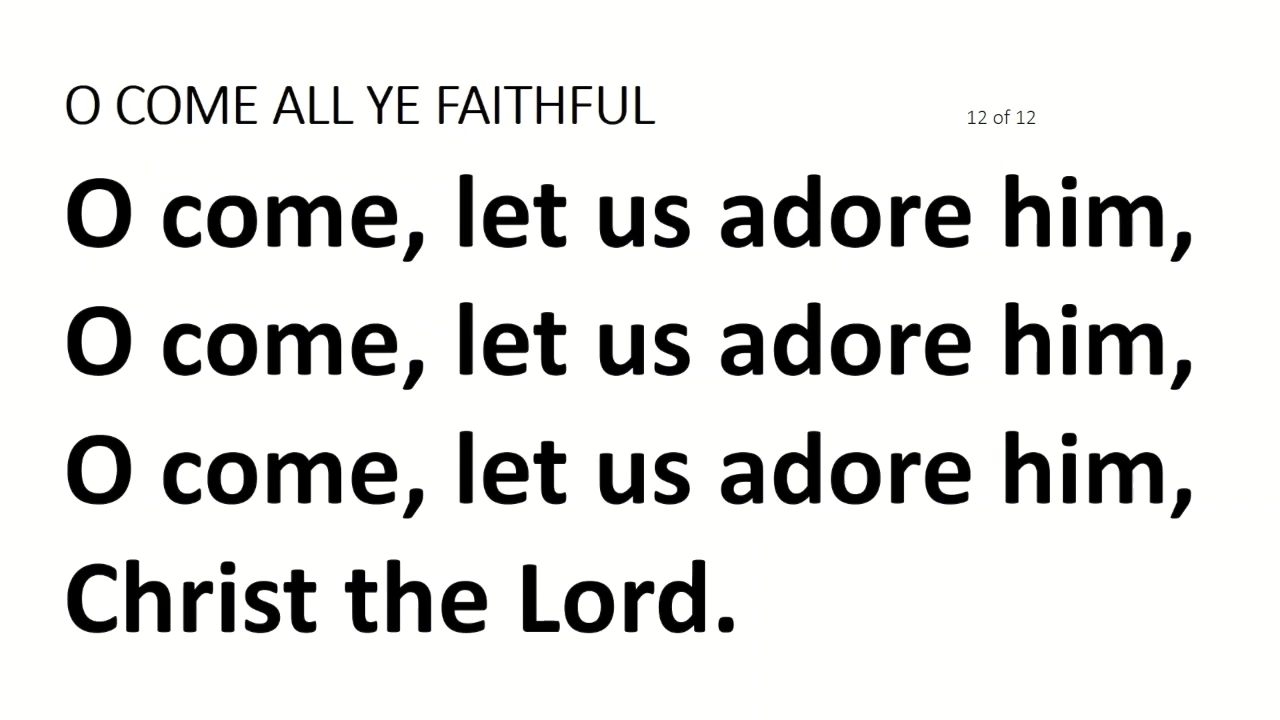 O COME ALL YE FAITHFUL 12 of 12
O come, let us adore him,
O come, let us adore him,
O come, let us adore him,
Christ the Lord.